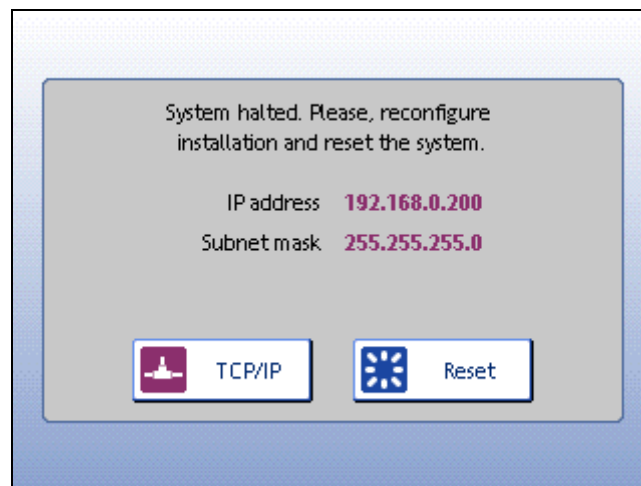 System halted. Please, reconfigure
installation and reset the system.
IP address 192.168.0.200
Subnet mask 255.255.255.0
TCP/IP Reset